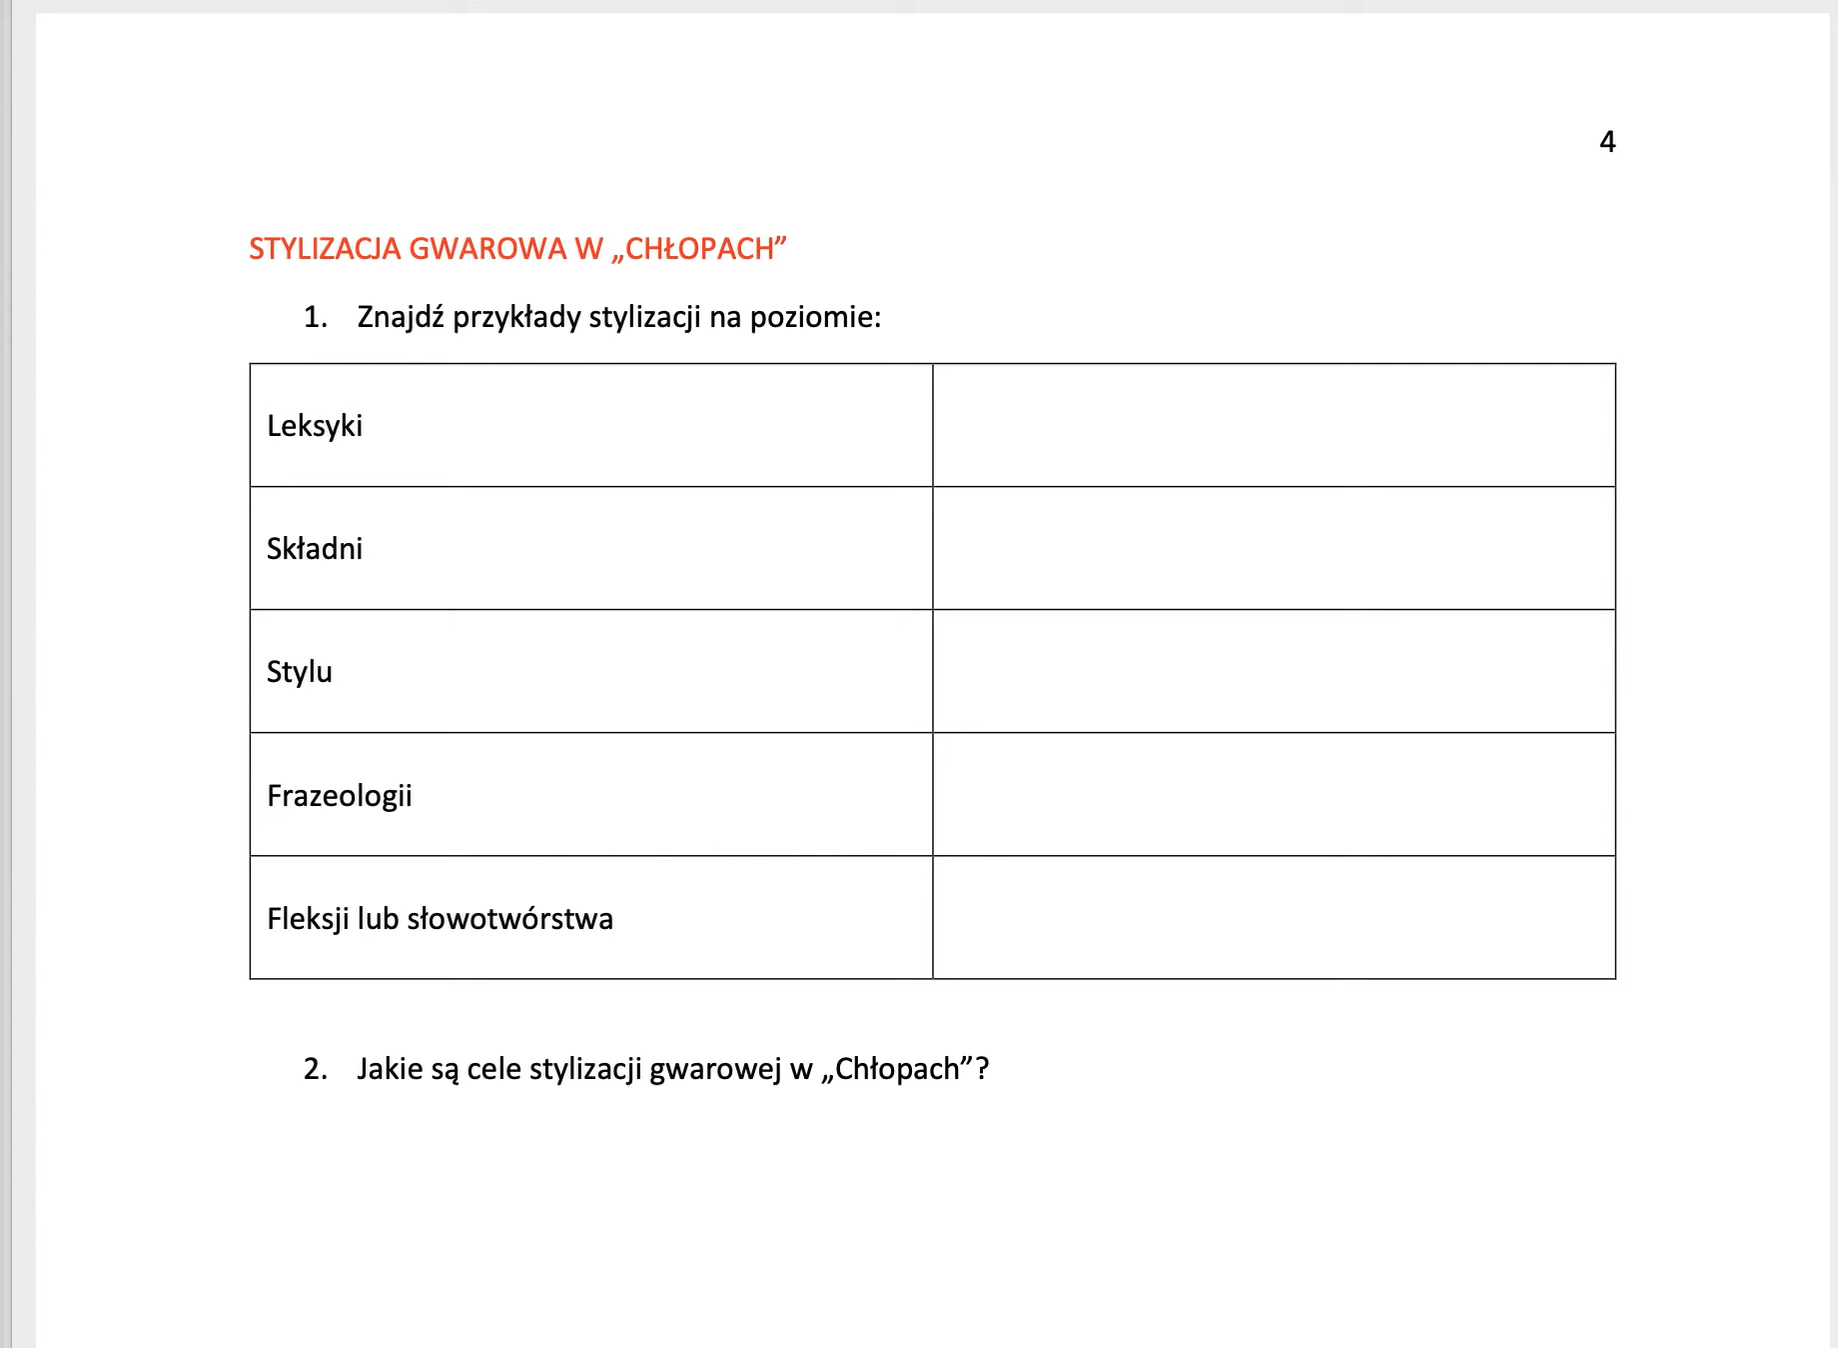 4
STYLIZACJA GWAROWA W „CHŁOPACH”
1. Znajdź przykłady stylizacji na poziomie:
Leksyki
Składni
Stylu
Frazeologii
Fleksji lub słowotwórstwa
2. Jakie są cele stylizacji gwarowej w „Chłopach”?